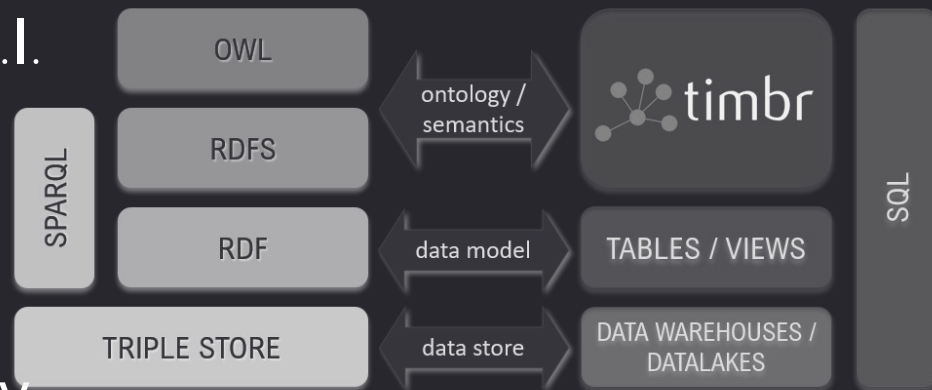 .I.
OWL
ontology /
semantics
timbr
SPARQL
RDFS
SQL
RDF
data model
TABLES / VIEWS
TRIPLE STORE
data store
DATA WAREHOUSES /
DATALAKES